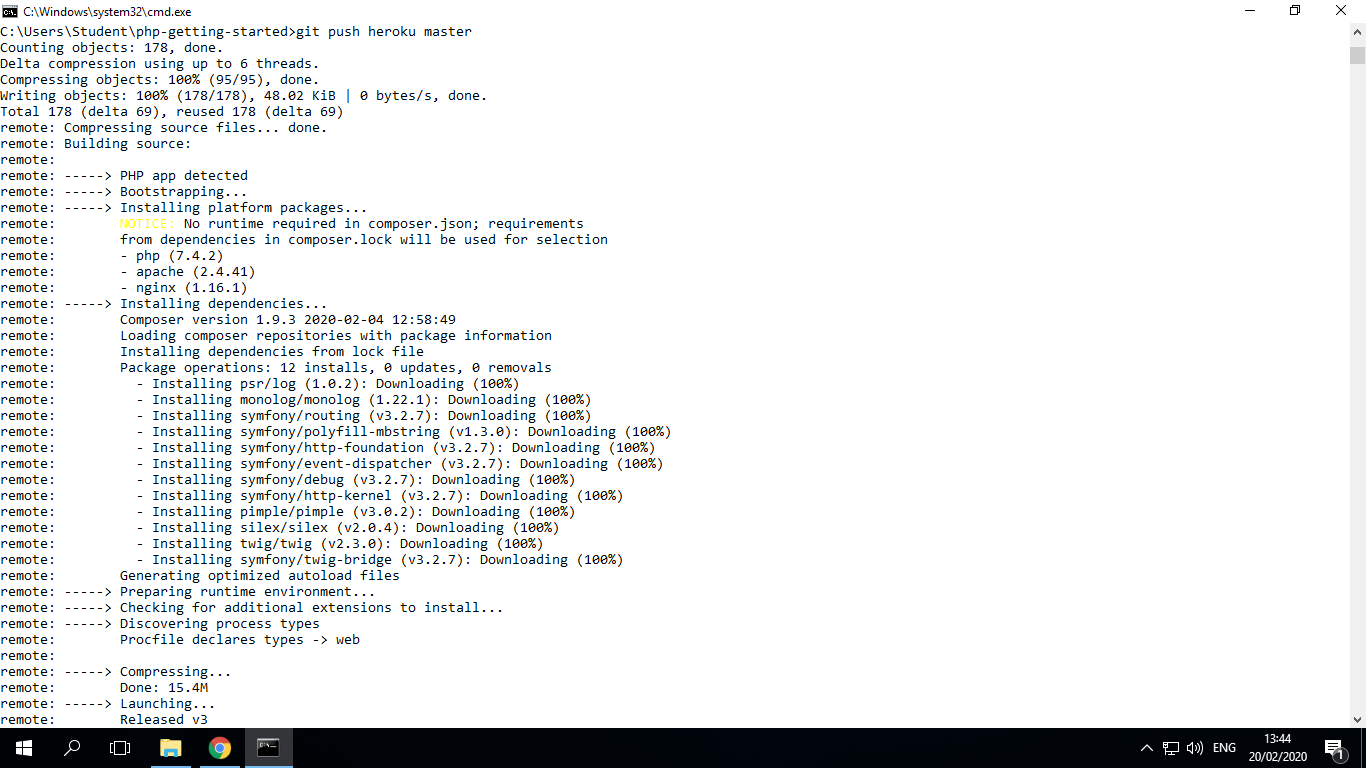 C:\Windows\system32\cmd.exe
C:\Users\Student\php-getting-started>git push heroku master
Counting objects: 178, done.
Delta compression using up to 6 threads.
Compressing objects: 100% (95/95), done.
Writing objects: 100% (178/178), 48.02 KiB | 0 bytes/s, done.
Total 178 (delta 69), reused 178 (delta 69)
remote: Compressing source files... done.
remote: Building source:
remote:
remote: -----> PHP app detected
remote: -----> Bootstrapping...
remote: -----> Installing platform packages...
remote:        NOTICE: No runtime required in composer.json; requirements
remote:        from dependencies in composer.lock will be used for selection
remote:        - php (7.4.2)
remote:        - apache (2.4.41)
remote:        - nginx (1.16.1)
remote: -----> Installing dependencies...
remote:        Composer version 1.9.3 2020-02-04 12:58:49
remote:        Loading composer repositories with package information
remote:        Installing dependencies from lock file
remote:        Package operations: 12 installs, 0 updates, 0 removals
remote:          - Installing psr/log (1.0.2): Downloading (100%)
remote:          - Installing monolog/monolog (1.22.1): Downloading (100%)
remote:          - Installing symfony/routing (v3.2.7): Downloading (100%)
remote:          - Installing symfony/polyfill-mbstring (v1.3.0): Downloading (100%)
remote:          - Installing symfony/http-foundation (v3.2.7): Downloading (100%)
remote:          - Installing symfony/event-dispatcher (v3.2.7): Downloading (100%)
remote:          - Installing symfony/debug (v3.2.7): Downloading (100%)
remote:          - Installing symfony/http-kernel (v3.2.7): Downloading (100%)
remote:          - Installing pimple/pimple (v3.0.2): Downloading (100%)
remote:          - Installing silex/silex (v2.0.4): Downloading (100%)
remote:          - Installing twig/twig (v2.3.0): Downloading (100%)
remote:          - Installing symfony/twig-bridge (v3.2.7): Downloading (100%)
remote:        Generating optimized autoload files
remote: -----> Preparing runtime environment...
remote: -----> Checking for additional extensions to install...
remote: -----> Discovering process types
remote:        Procfile declares types -> web
remote:
remote: -----> Compressing...
remote:        Done: 15.4M
remote: -----> Launching...
remote:        Released v3
ENG
13:44
20/02/2020
1